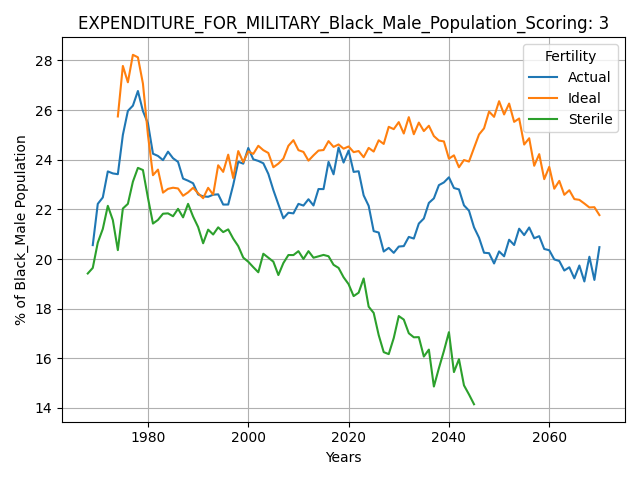 EXPENDITURE_FOR_MILITARY_Black_Male_Population_Scoring: 3
Fertility
Actual
Ideal
Sterile
% of Black_Male Population
28
26
24
22
20
18
16
14
1980
2000
2020
2040
2060
Years